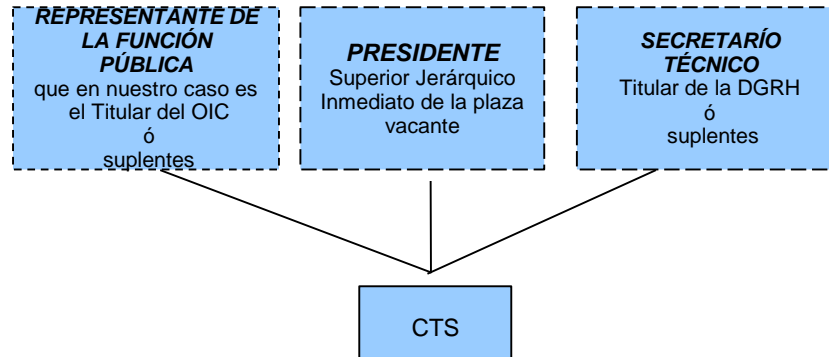 REPRESENTANTE DE
LA FUNCIÓN
PÚBLICA
que en nuestro caso es
el Titular del OIC
ó
suplentes
PRESIDENTE
Superior Jerárquico
Inmediato de la plaza
vacante
SECRETARÍO
TÉCNICO
Titular de la DGRH
ó
suplentes
CTS